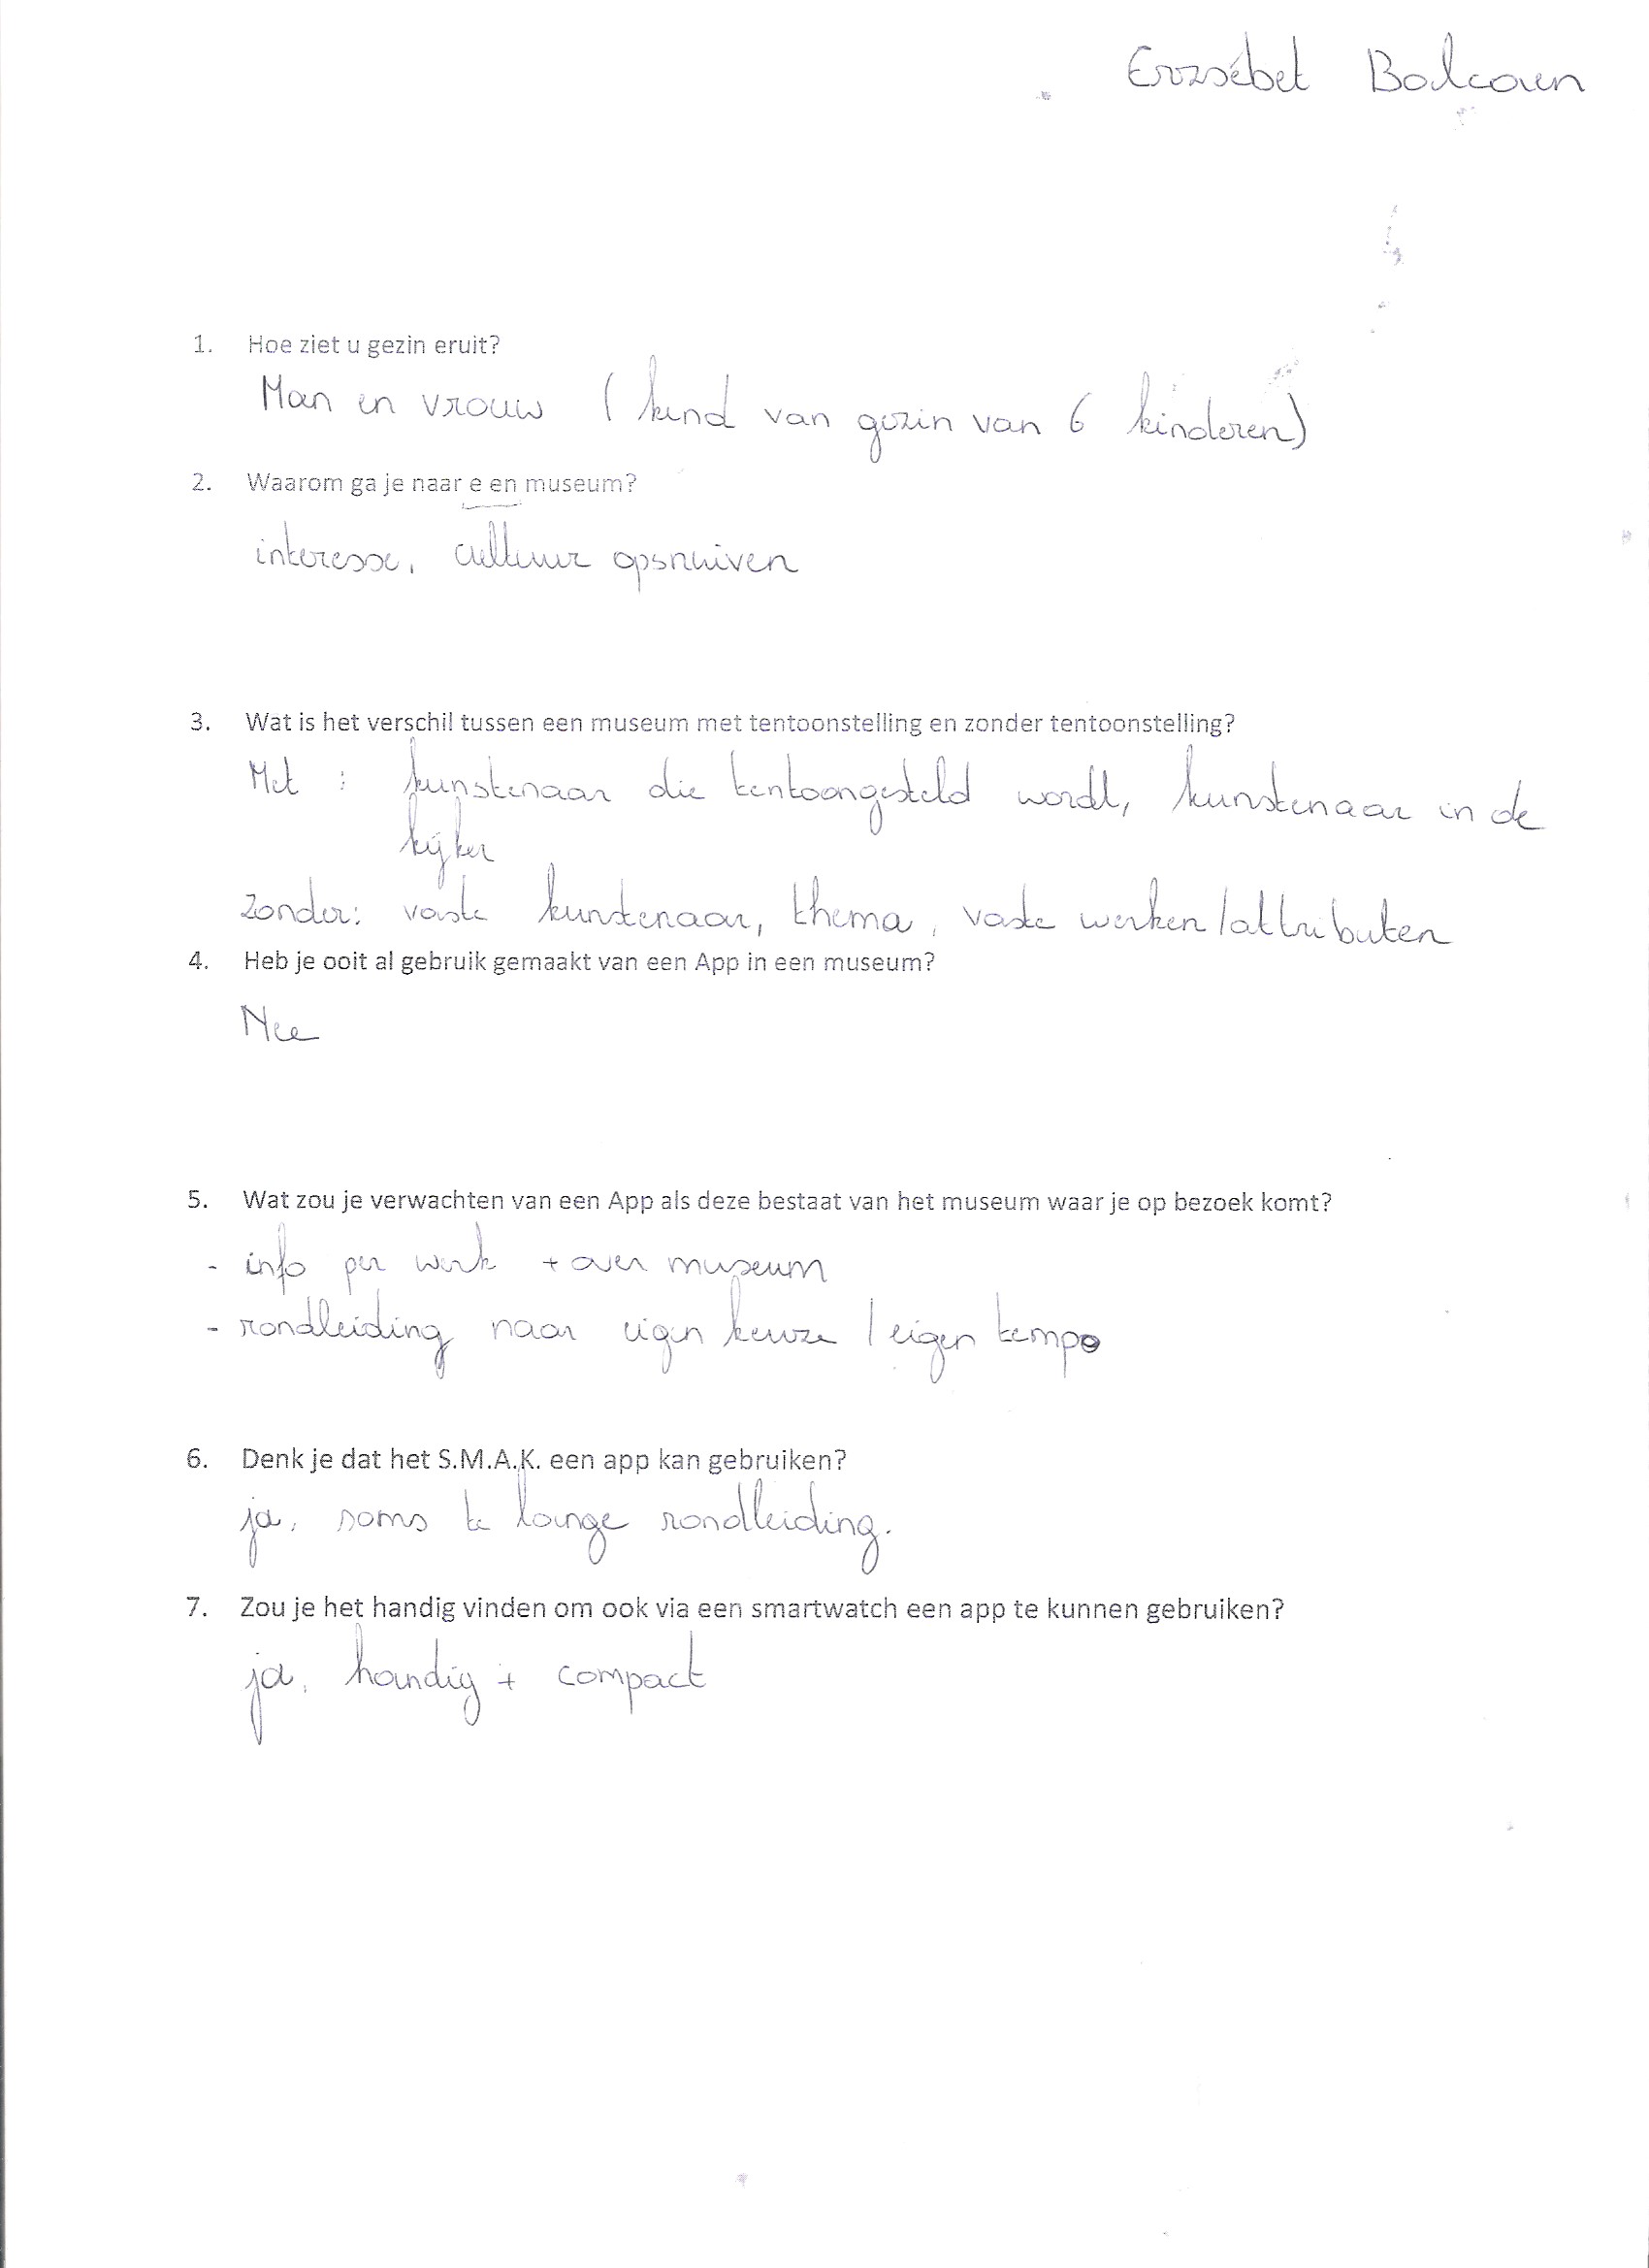 Erzsébet Balcaen
1. Hoe ziet u gezin eruit?
Man en vrouw (kind van gezin van 6 kinderen)
2. Waarom ga je naar e en museum?
interesse, cultuur opsnuiven
3. Wat is het verschil tussen een museum met tentoonstelling en zonder tentoonstelling?
Met : kunstenaar die tentoongesteld wordt, kunstenaar in de
kijker
Zonder: vaste kunstenaar, thema, vaste werken/attributen
4. Heb je ooit al gebruik gemaakt van een App in een museum?
Nee
5. Wat zou je verwachten van een App als deze bestaat van het museum waar je op bezoek komt?
- info per werk + over museum
- rondleiding naar eigen keuze / eigen tempo
6. Denk je dat het S.M.A.K. een app kan gebruiken?
ja, soms te lange rondleiding.
7. Zou je het handig vinden om ook via een smartwatch een app te kunnen gebruiken?
ja, handig + compact